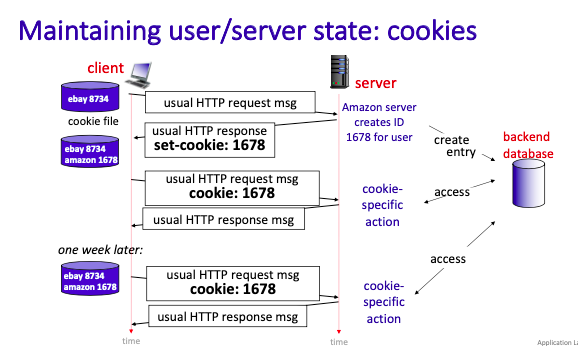 Maintaining user/server state: cookies
client
server
ebay 8734
usual HTTP request msg
cookie file
Amazon server
creates ID
1678 for user
usual HTTP response
set-cookie: 1678
create
entry
backend
database
ebay 8734
amazon 1678
usual HTTP request msg
cookie: 1678
cookie-
specific
action
access
usual HTTP response msg
one week later:
access
ebay 8734
amazon 1678
usual HTTP request msg
cookie: 1678
cookie-
specific
action
usual HTTP response msg
time
time
Application La